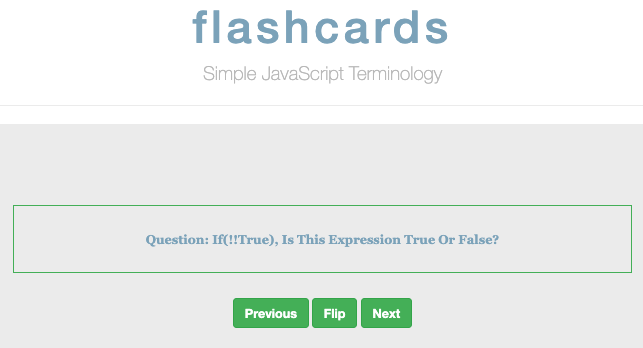 flashcards
Simple JavaScript Terminology
Question: If(!!True), Is This Expression True Or False?
Previous Flip Next